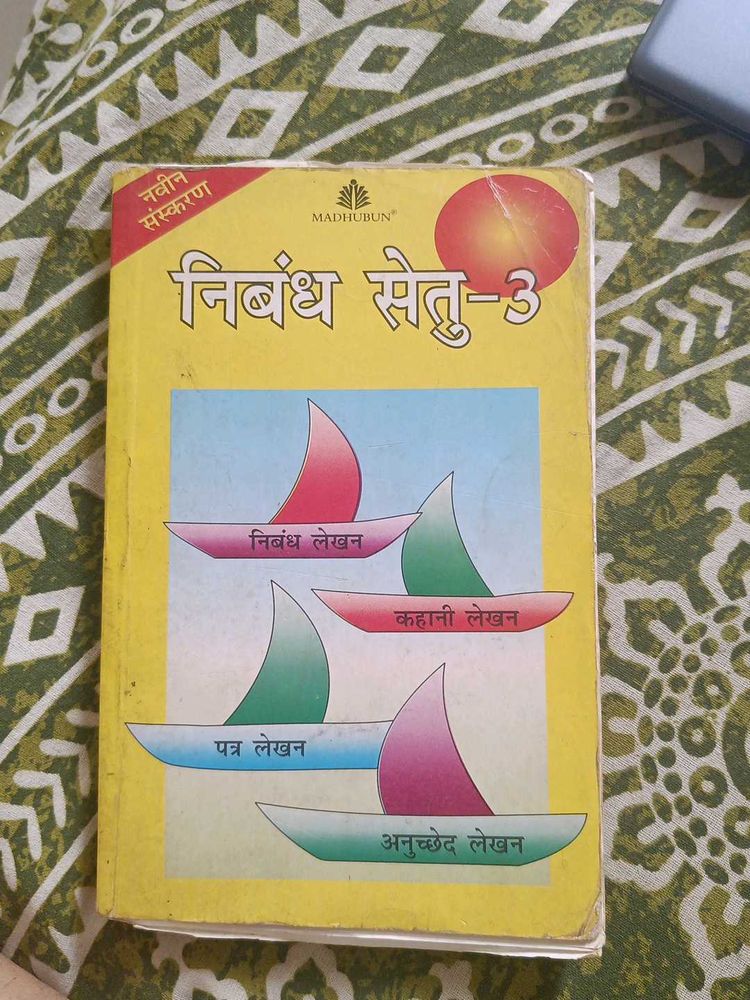 नवीन
संस्करण
MADHUBUN®
निबंध सेतु-3
निबंध लेखन
कहानी लेखन
पत्र लेखन
अनुच्छेद लेखन